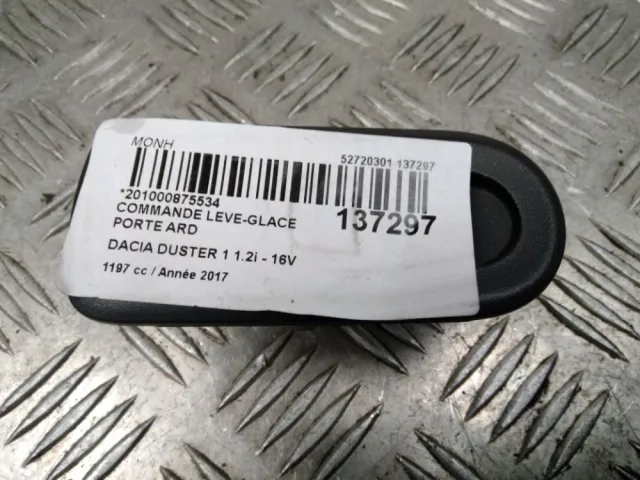 MONH
52720301 137297
*201000875534
COMMANDE LEVE-GLACE
PORTE ARD
137297
DACIA DUSTER 1 1.2i - 16V
1197 cc / Année 2017